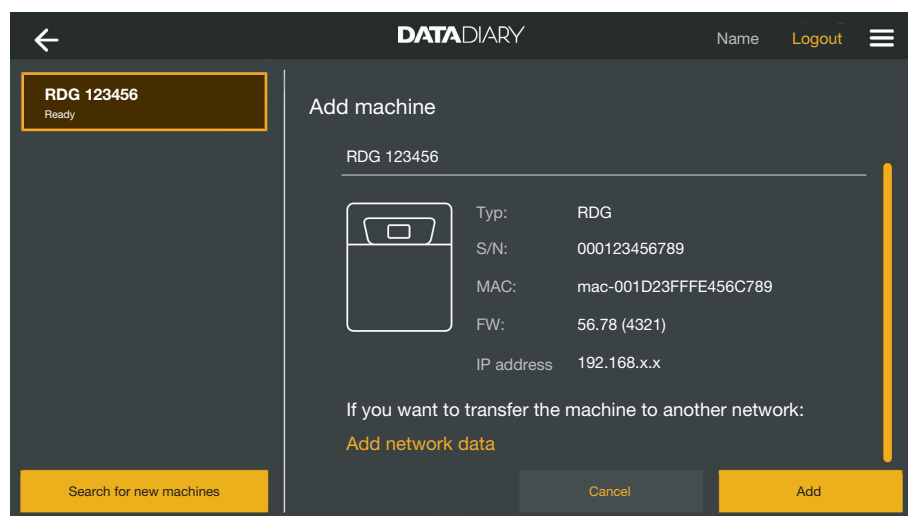 DATADIARY
Name
Logout
RDG 123456
Ready
Add machine
RDG 123456
Typ: RDG
S/N: 000123456789
MAC: mac-001D23FFFE456C789
FW: 56.78 (4321)
IP address 192.168.x.x
If you want to transfer the machine to another network:
Add network data
Search for new machines
Cancel
Add